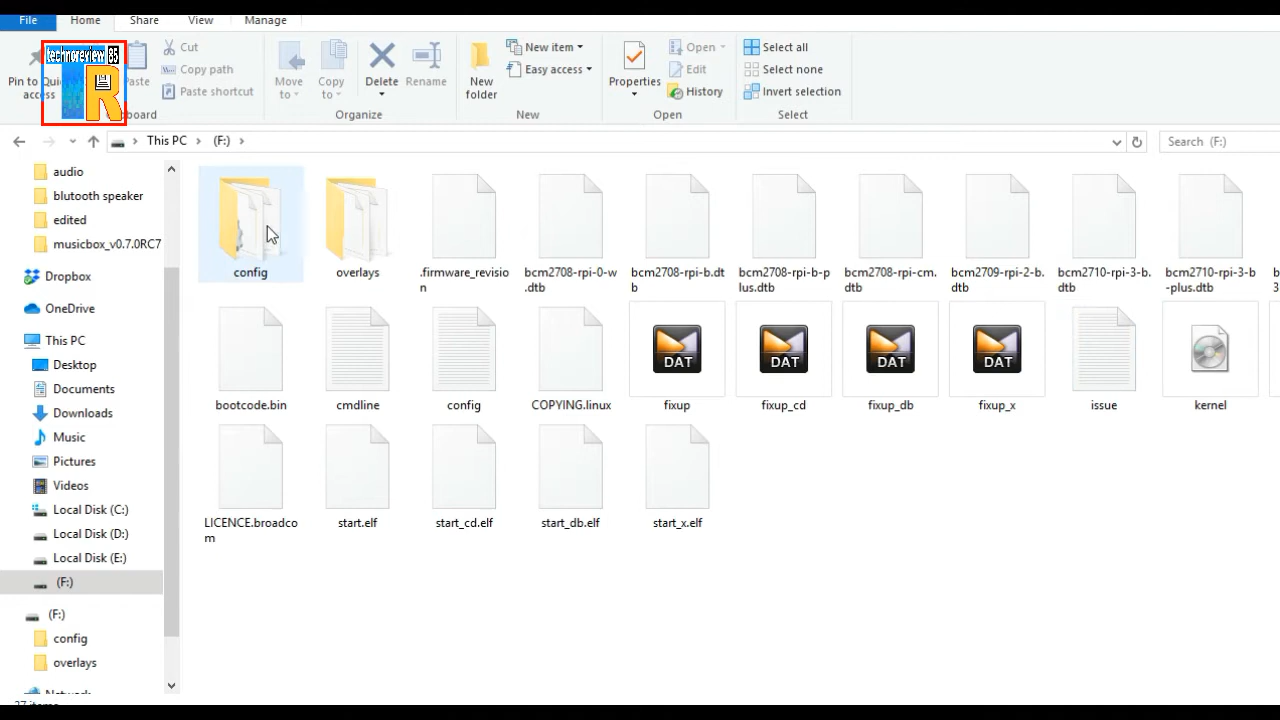 File Home Share View Manage
technoreview 85
R
Pin to Quick access
Paste
Cut
Copy path
Paste shortcut
Move to
Copy to
Delete
Rename
New folder
New item
Easy access
Properties
Open
Edit
History
Select all
Select none
Invert selection
Organize
New
Open
Select
This PC > (F:) >
Search (F:)
audio
blutooth speaker
edited
musicbox_v0.7.0RC7
Dropbox
OneDrive
This PC
Desktop
Documents
Downloads
Music
Pictures
Videos
Local Disk (C:)
Local Disk (D:)
Local Disk (E:)
(F:)
(F:)
config
overlays
config
overlays
.firmware_revisio
n
bcm2708-rpi-0-w
.dtb
bcm2708-rpi-b.dt
b
bcm2708-rpi-b-p
lus.dtb
bcm2708-rpi-cm.
dtb
bcm2709-rpi-2-b.
dtb
bcm2710-rpi-3-b.
dtb
bcm2710-rpi-3-b
-plus.dtb
bootcode.bin
cmdline
config
COPYING.linux
DAT
fixup
DAT
fixup_cd
DAT
fixup_db
DAT
fixup_x
issue
kernel
LICENCE.broadco
m
start.elf
start_cd.elf
start_db.elf
start_x.elf